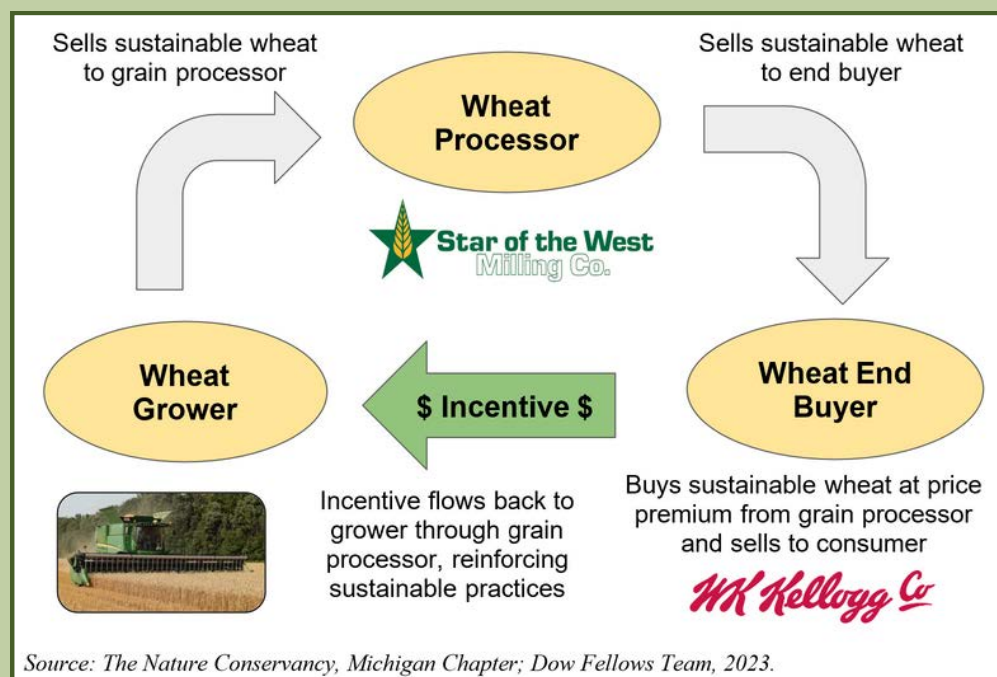 Sells sustainable wheat
to grain processor
Wheat
Processor
Sells sustainable wheat
to end buyer
Star of the West
Milling Co.
Wheat
Grower
$ Incentive $
Wheat End
Buyer
Incentive flows back to
grower through grain
processor, reinforcing
sustainable practices
Buys sustainable wheat at price
premium from grain processor
and sells to consumer
WK Kellogg Co
Source: The Nature Conservancy, Michigan Chapter; Dow Fellows Team, 2023.